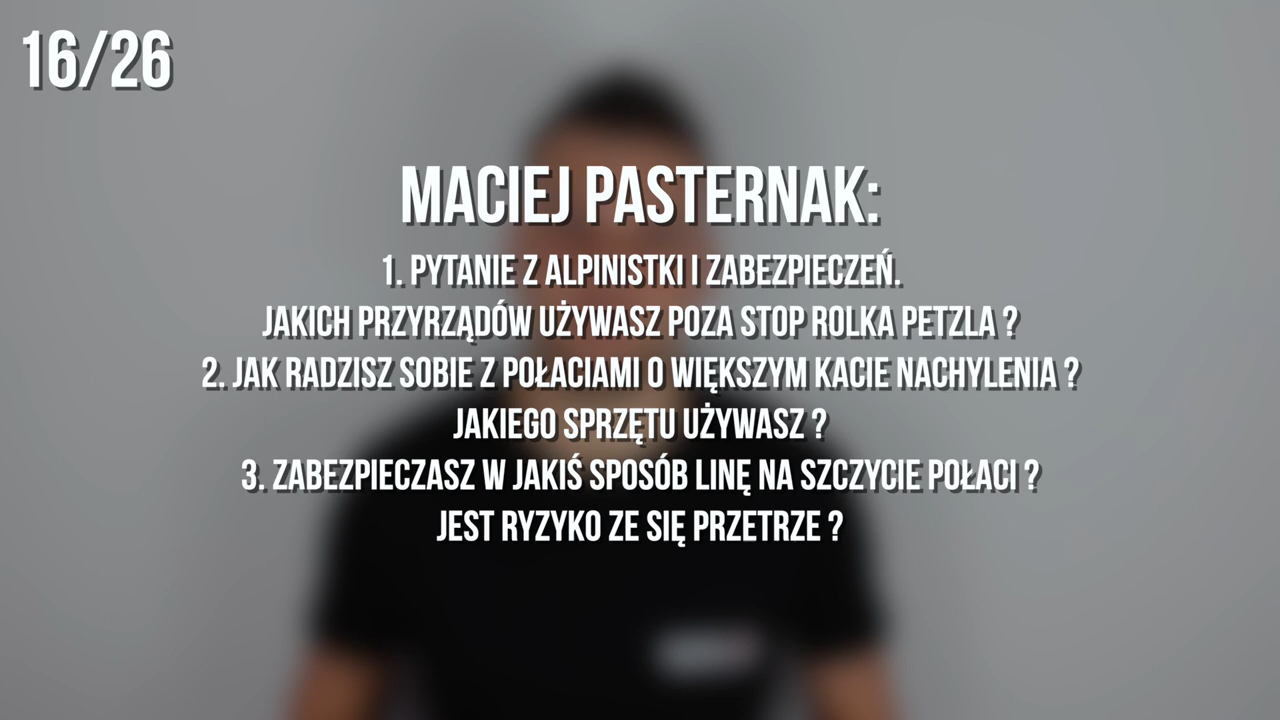 16/26
MACIEJ PASTERNAK:
1. PYTANIE Z ALPINISTKI I ZABEZPIECZEŃ.
JAKICH PRZYRZĄDÓW UŻYWASZ POZA STOP ROLKA PETZLA ?
2. JAK RADZISZ SOBIE Z POŁACIAMI O WIĘKSZYM KACIE NACHYLENIA ?
JAKIEGO SPRZĘTU UŻYWASZ ?
3. ZABEZPIECZASZ W JAKIŚ SPOSÓB LINĘ NA SZCZYCIE POŁACI ?
JEST RYZYKO ZE SIĘ PRZETRZE ?